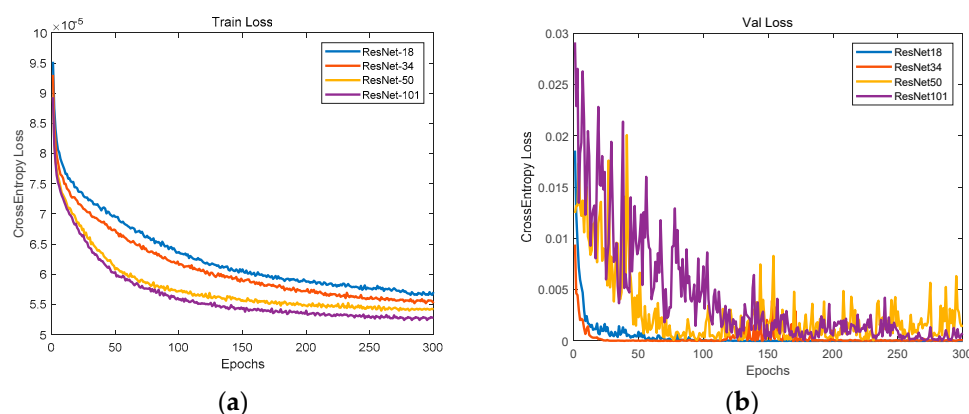 Train Loss
×10⁻⁵
10
9.5
9
8.5
8
7.5
7
6.5
6
5.5
5
CrossEntropy Loss
0 50 100 150 200 250 300
Epochs
ResNet-18
ResNet-34
ResNet-50
ResNet-101
(a)
Val Loss
0.03
0.025
0.02
0.015
0.01
0.005
0
CrossEntropy Loss
0 50 100 150 200 250 300
Epochs
ResNet18
ResNet34
ResNet50
ResNet101
(b)